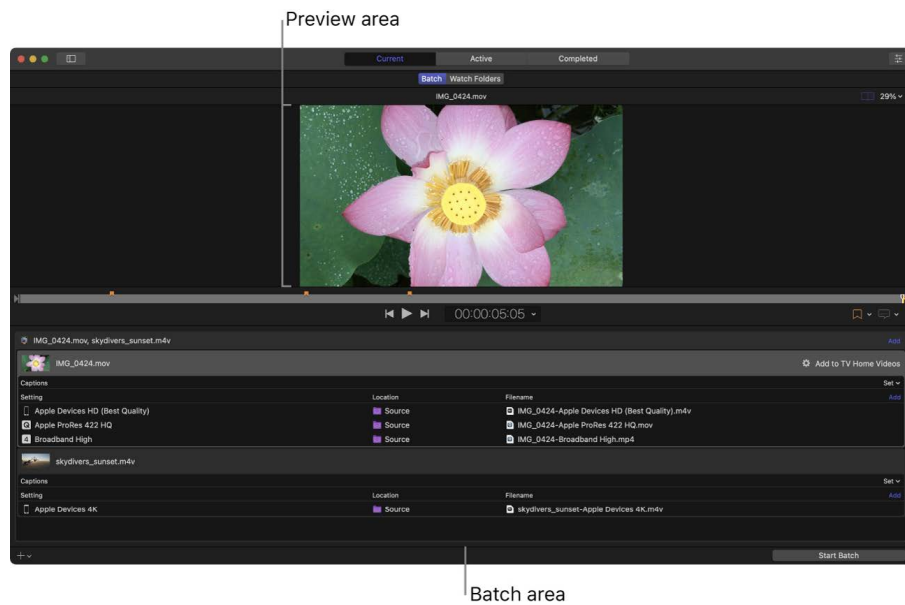 Preview area
Current Active Completed
Batch Watch Folders
IMG_0424.mov 29%
00:00:05:05
IMG_0424.mov, skydivers_sunset.m4v Add
IMG_0424.mov Add to TV Home Videos
Captions Set
Setting Location Filename Add
Apple Devices HD (Best Quality) Source IMG_0424-Apple Devices HD (Best Quality).m4v
Apple ProRes 422 HQ Source IMG_0424-Apple ProRes 422 HQ.mov
4 Broadband High Source IMG_0424-Broadband High.mp4
skydivers_sunset.m4v
Captions Set
Setting Location Filename Add
Apple Devices 4K Source skydivers_sunset-Apple Devices 4K.m4v
Start Batch
Batch area